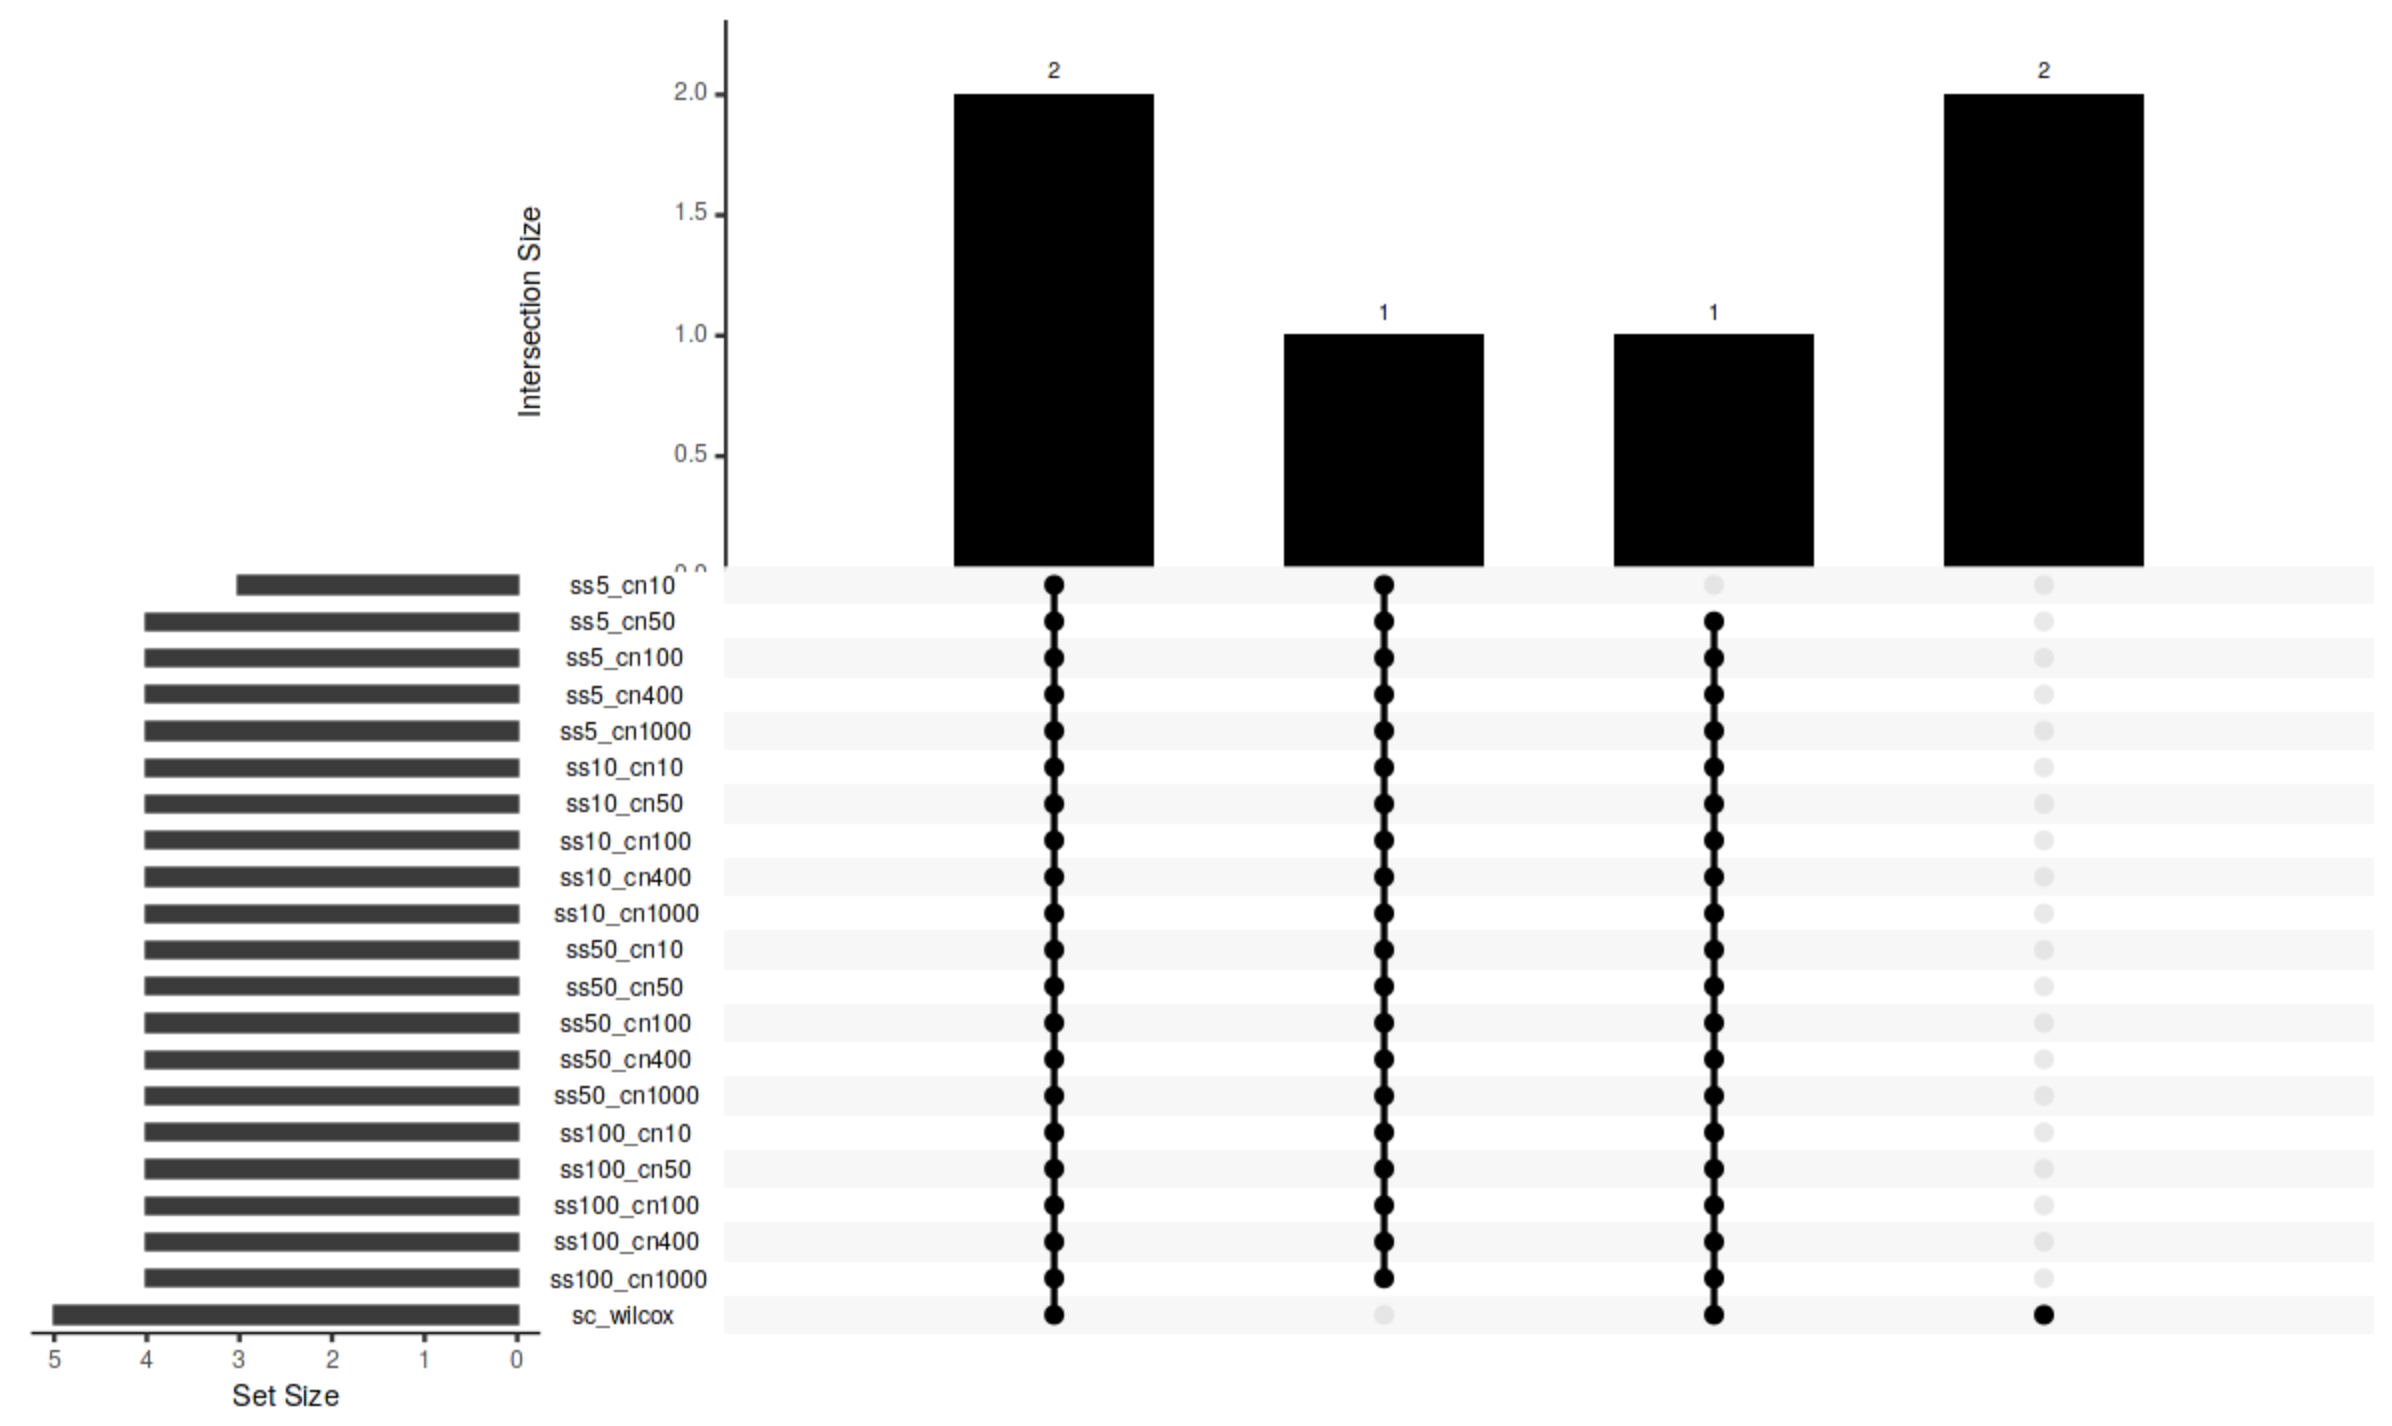 2
2
2.0
1.5
1
1
1.0
0.5
Intersection Size
ss5_cn10
ss5_cn50
ss5_cn100
ss5_cn400
ss5_cn1000
ss10_cn10
ss10_cn50
ss10_cn100
ss10_cn400
ss10_cn1000
ss50_cn10
ss50_cn50
ss50_cn100
ss50_cn400
ss50_cn1000
ss100_cn10
ss100_cn50
ss100_cn100
ss100_cn400
ss100_cn1000
sc_wilcox
5 4 3 2 1 0
Set Size